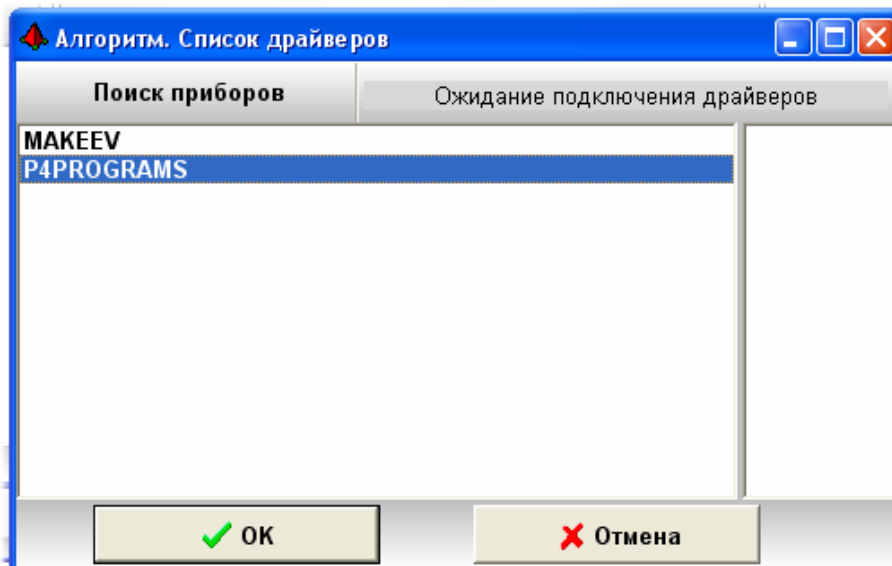 Алгоритм. Список драйверов
Поиск приборов
Ожидание подключения драйверов
MAKEEV
P4PROGRAMS
OK
Отмена